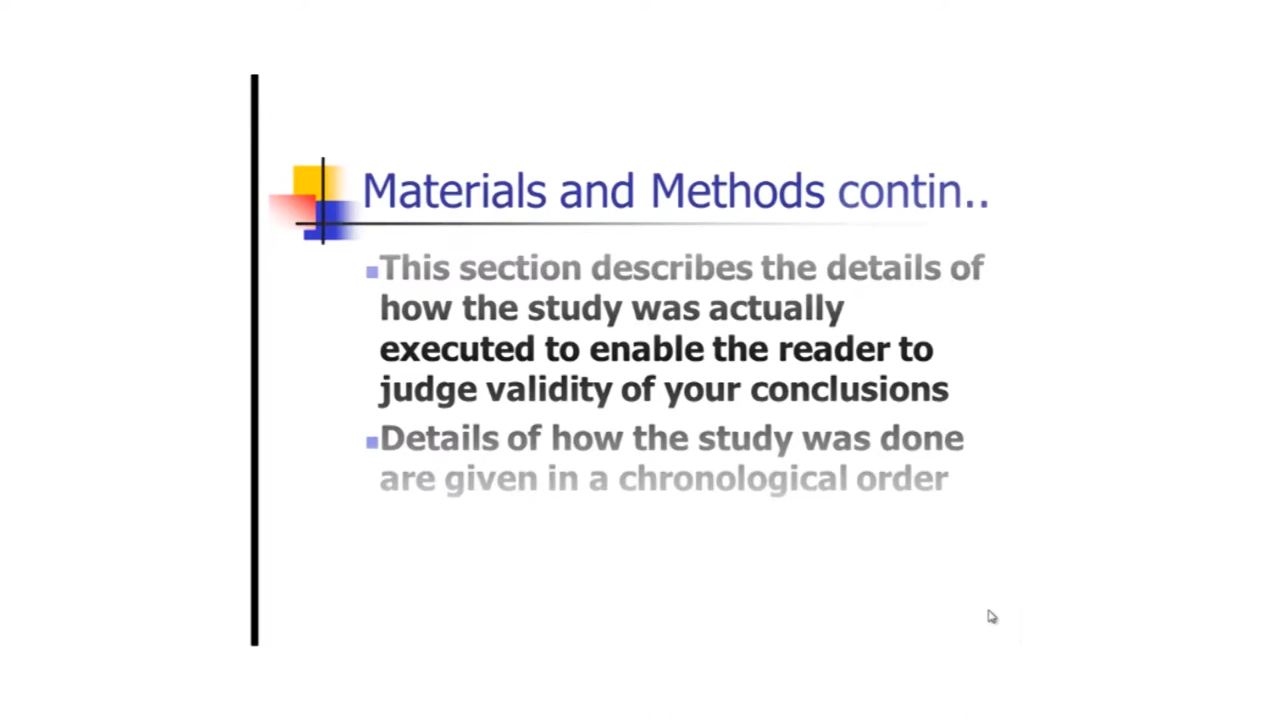 Materials and Methods contin..
This section describes the details of
how the study was actually
executed to enable the reader to
judge validity of your conclusions
Details of how the study was done
are given in a chronological order